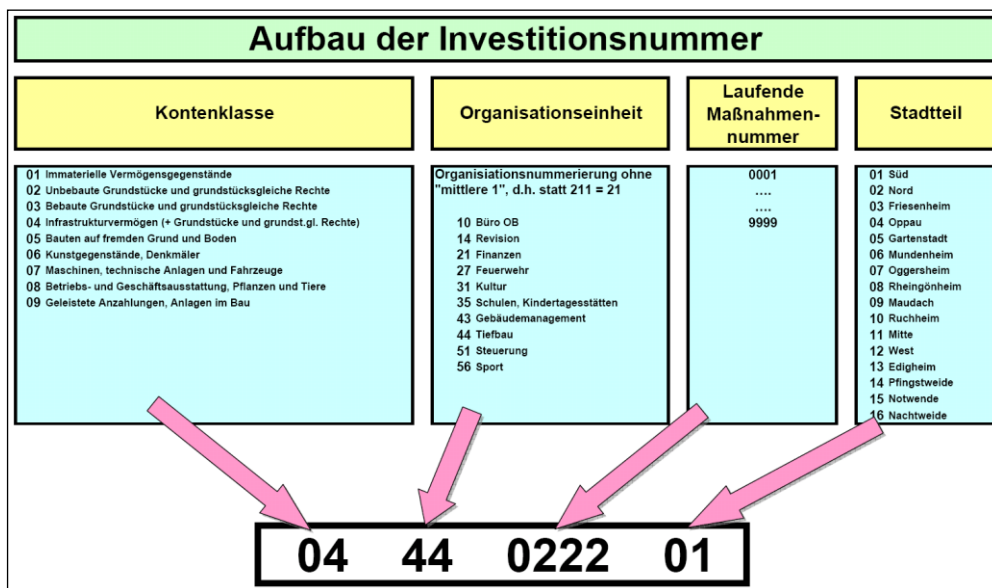 Aufbau der Investitionsnummer
Kontenklasse
01 Immaterielle Vermögensgegenstände
02 Unbebaute Grundstücke und grundstücksgleiche Rechte
03 Bebaute Grundstücke und grundstücksgleiche Rechte
04 Infrastrukturvermögen (+ Grundstücke und grundst.gl. Rechte)
05 Bauten auf fremden Grund und Boden
06 Kunstgegenstände, Denkmäler
07 Maschinen, technische Anlagen und Fahrzeuge
08 Betriebs- und Geschäftsausstattung, Pflanzen und Tiere
09 Geleistete Anzahlungen, Anlagen im Bau
Organisationseinheit
Organisiationsnummerierung ohne
"mittlere 1", d.h. statt 211 = 21
10 Büro OB
14 Revision
21 Finanzen
27 Feuerwehr
31 Kultur
35 Schulen, Kindertagesstätten
43 Gebäudemanagement
44 Tiefbau
51 Steuerung
56 Sport
Laufende
Maßnahmen-
nummer
0001
....
....
9999
Stadtteil
01 Süd
02 Nord
03 Friesenheim
04 Oppau
05 Gartenstadt
06 Mundenheim
07 Oggersheim
08 Rheingönheim
09 Maudach
10 Ruchheim
11 Mitte
12 West
13 Edigheim
14 Pfingstweide
15 Notwende
16 Nachtweide
04 44 0222 01